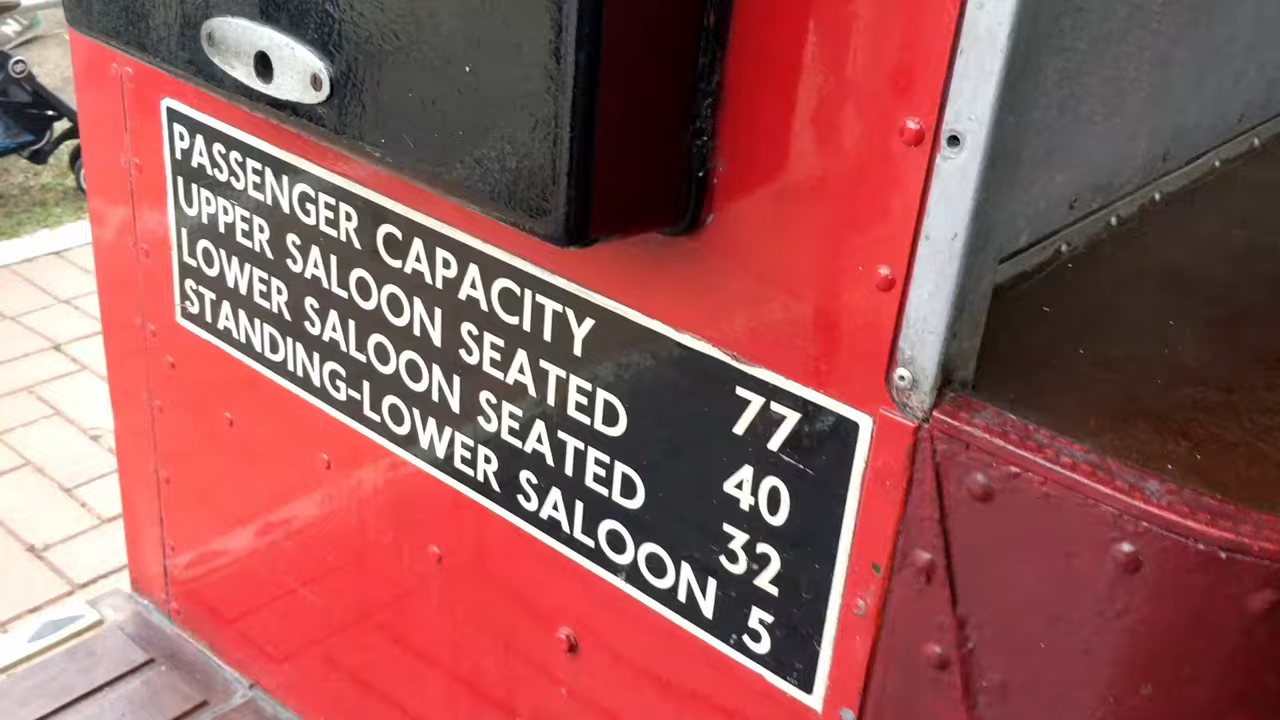 PASSENGER CAPACITY 77
UPPER SALOON SEATED 40
LOWER SALOON SEATED 32
STANDING-LOWER SALOON 5